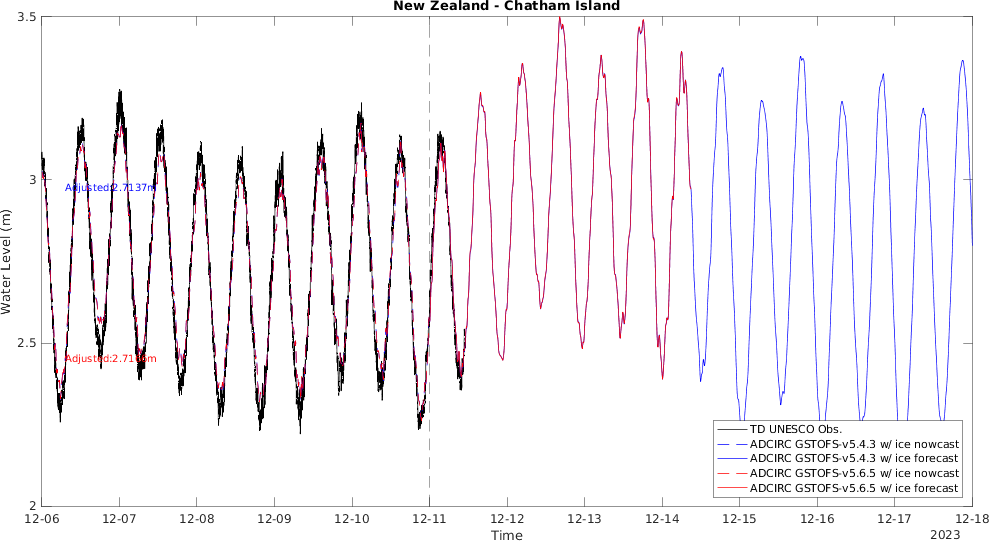 New Zealand - Chatham Island
3.5
3
2.5
2
Water Level (m)
Adjusted:2.7137m
TD UNESCO Obs.
ADCIRC GSTOFS-v5.4.3 w/ ice nowcast
ADCIRC GSTOFS-v5.4.3 w/ ice forecast
ADCIRC GSTOFS-v5.6.5 w/ ice nowcast
ADCIRC GSTOFS-v5.6.5 w/ ice forecast
12-06 12-07 12-08 12-09 12-10 12-11 12-12 12-13 12-14 12-15 12-16 12-17 12-18
Time
2023